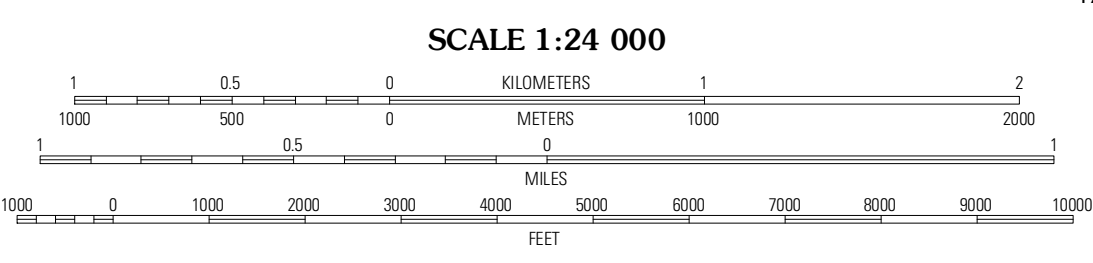 SCALE 1:24 000
1 0.5 0 KILOMETERS 1 2
1000 500 0 METERS 1000 2000
1 0.5 0 1
MILES
1000 0 1000 2000 3000 4000 5000 6000 7000 8000 9000 10000
FEET